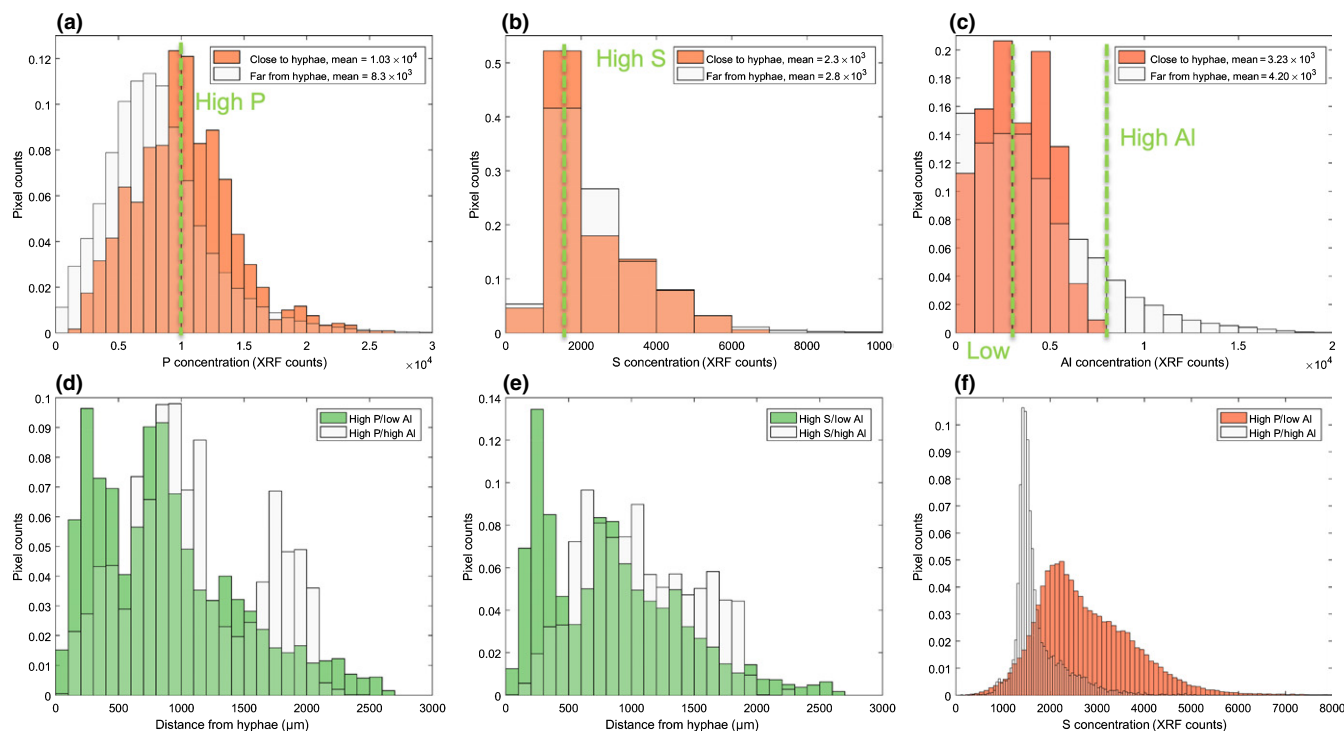 (a)
0.12
0.1
0.08
0.06
0.04
0.02
0
Pixel counts
Close to hyphae, mean = 1.03 × 10⁴
Far from hyphae, mean = 8.3 × 10³
High P
0
0.5
1
1.5
2
2.5
3
P concentration (XRF counts)
× 10⁴
(b)
0.5
0.4
0.3
0.2
0.1
0
Pixel counts
Close to hyphae, mean = 2.3 × 10³
Far from hyphae, mean = 2.8 × 10³
High S
0
2000
4000
6000
8000
1000
S concentration (XRF counts)
(c)
0.2
0.18
0.16
0.14
0.12
0.10
0.08
0.06
0.04
0.02
0
Pixel counts
Close to hyphae, mean = 3.23 × 10³
Far from hyphae, mean = 4.20 × 10³
High Al
Low
0.5
1
1.5
2
Al concentration (XRF counts)
× 10⁴
(d)
0.1
0.09
0.08
0.07
0.06
0.05
0.04
0.03
0.02
0.01
0
Pixel counts
High P/low Al
High P/high Al
0
500
1000
1500
2000
2500
3000
Distance from hyphae (μm)
(e)
0.14
0.12
0.1
0.08
0.06
0.04
0.02
0
Pixel counts
High S/low Al
High S/high Al
0
500
1000
1500
2000
2500
3000
Distance from hyphae (μm)
(f)
0.1
0.09
0.08
0.07
0.06
0.05
0.04
0.03
0.02
0.01
0
Pixel counts
High P/low Al
High P/high Al
0
1000
2000
3000
4000
5000
6000
7000
8000
S concentration (XRF counts)